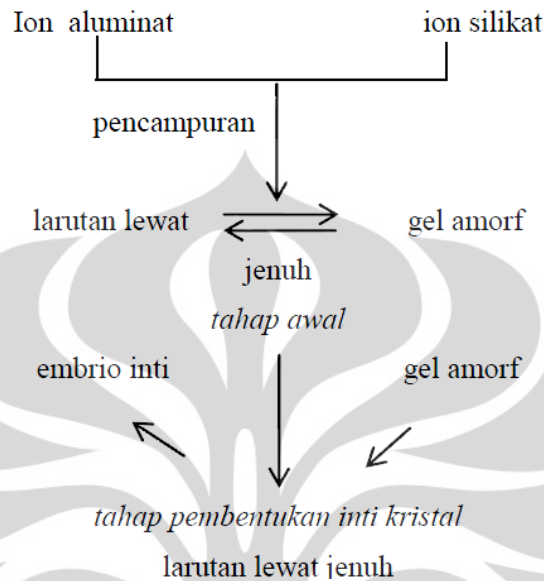 Ion aluminat ion silikat
pencampuran
larutan lewat gel amorf
jenuh
tahap awal
embrio inti gel amorf
tahap pembentukan inti kristal
larutan lewat jenuh